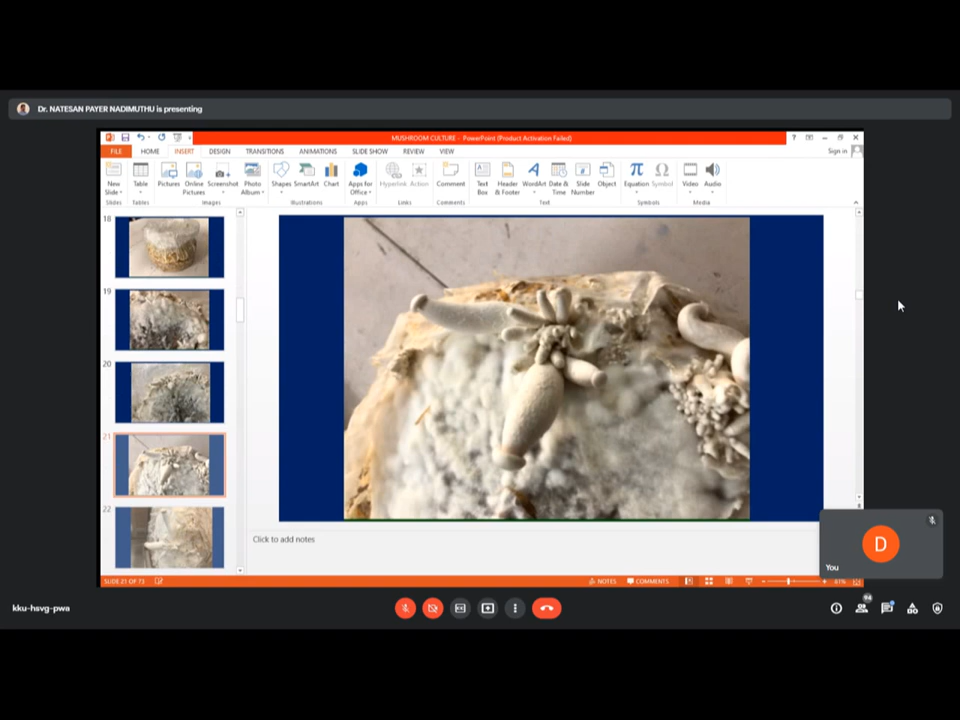 Dr. NATESAN PAYER NADIMUTHU is presenting
MUSHROOM CULTURE - PowerPoint (Product Activation Failed)
FILE HOME INSERT DESIGN TRANSITIONS ANIMATIONS SLIDE SHOW REVIEW VIEW Sign in
New Slide Table Pictures Online Pictures Screenshot Photo Album Shapes SmartArt Chart Apps for Office Hyperlink Action Comment Text Box Header & Footer WordArt Date & Time Slide Number Object Equation Symbol Video Audio
Slides Tables Images Illustrations Apps Links Comments Text Symbols Media
18
19
20
21
22
Click to add notes
D
You
SLIDE 21 OF 73 NOTES COMMENTS 81%
kku-hsvg-pwa
94